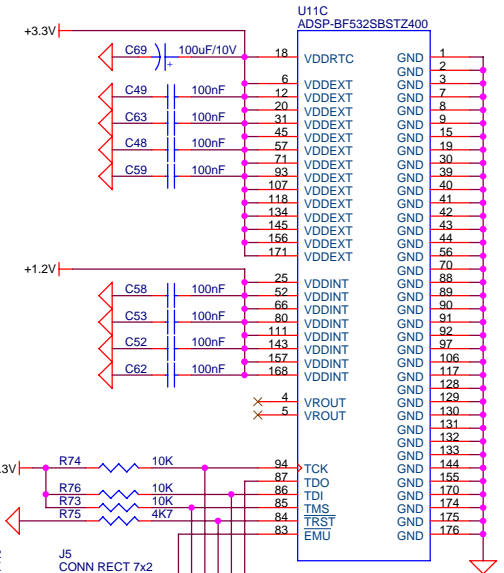 U11C
ADSP-BF532SBSTZ400
+3.3V
C69 100uF/10V
+
18 VDDRTC GND 1
GND 2
6 VDDEXT GND 3
C49 100nF 12 VDDEXT GND 7
20 VDDEXT GND 8
C63 100nF 31 VDDEXT GND 9
45 VDDEXT GND 15
C48 100nF 57 VDDEXT GND 19
71 VDDEXT GND 30
C59 100nF 93 VDDEXT GND 39
107 VDDEXT GND 40
118 VDDEXT GND 41
134 VDDEXT GND 42
145 VDDEXT GND 43
156 VDDEXT GND 44
171 VDDEXT GND 56
+1.2V GND 70
25 VDDINT GND 88
C58 100nF 52 VDDINT GND 89
66 VDDINT GND 90
C53 100nF 80 VDDINT GND 91
111 VDDINT GND 92
C52 100nF 143 VDDINT GND 97
157 VDDINT GND 106
C62 100nF 168 VDDINT GND 117
GND 128
4 VROUT GND 129
5 VROUT GND 130
GND 131
GND 132
GND 133
.3V R74 10K 94 TCK GND 144
87 TDO GND 155
R76 10K 86 TDI GND 170
R73 10K 85 TMS GND 174
R75 4K7 84 TRST GND 175
83 EMU GND 176
J5
CONN RECT 7x2